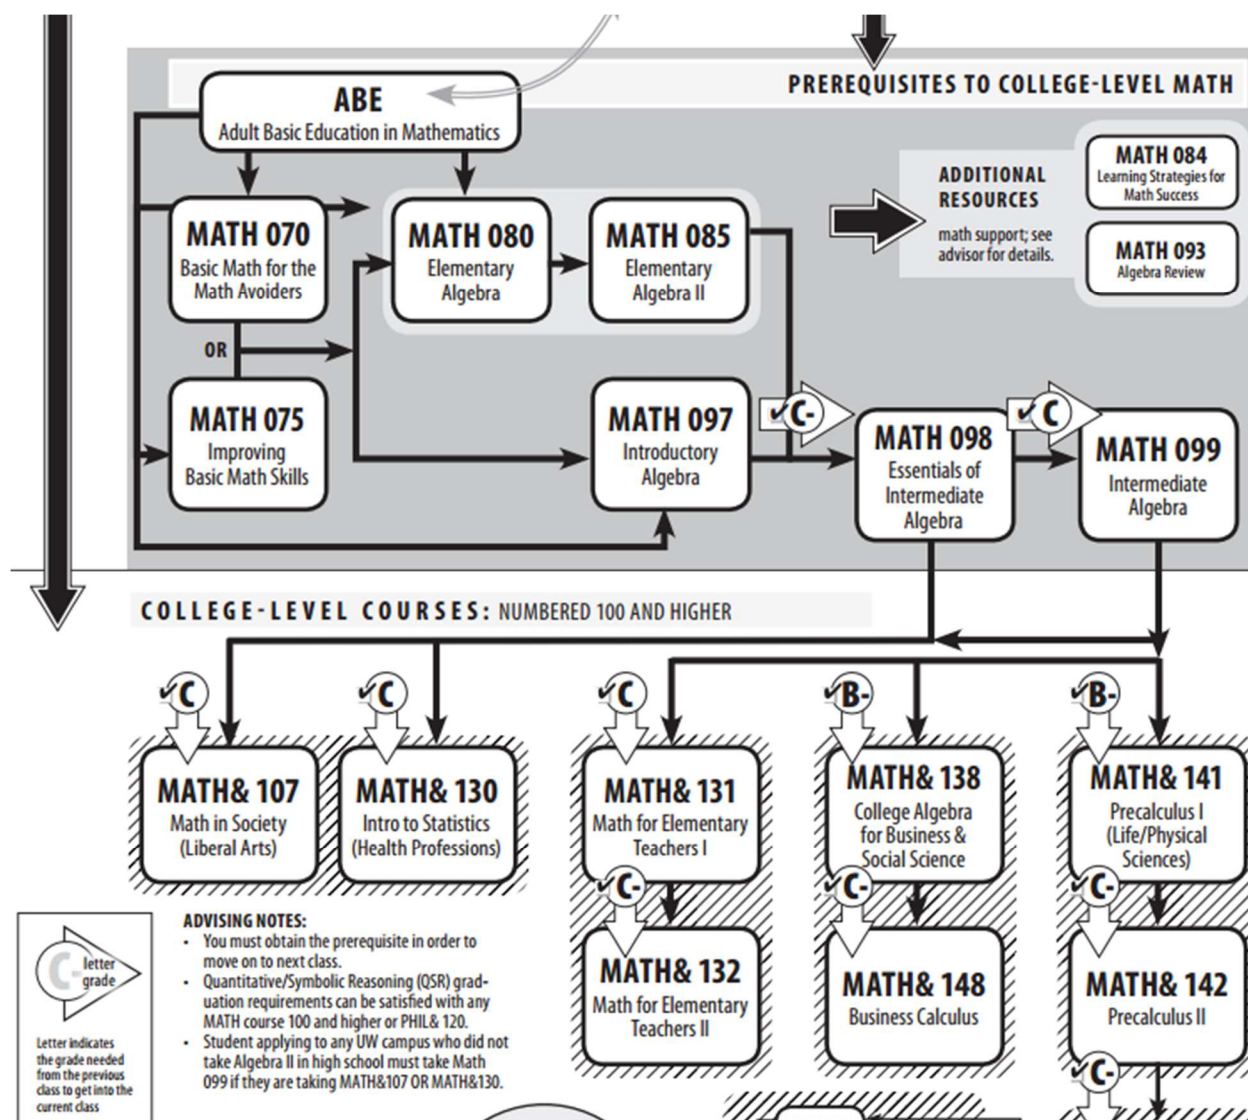 PREREQUISITES TO COLLEGE-LEVEL MATH
ABE
Adult Basic Education in Mathematics
MATH 070
Basic Math for the
Math Avoiders
OR
MATH 075
Improving
Basic Math Skills
MATH 080
Elementary
Algebra
MATH 085
Elementary
Algebra II
ADDITIONAL
RESOURCES
math support; see
advisor for details.
MATH 084
Learning Strategies for
Math Success
MATH 093
Algebra Review
MATH 097
Introductory
Algebra
✓C-
MATH 098
Essentials of
Intermediate
Algebra
✓C
MATH 099
Intermediate
Algebra
COLLEGE-LEVEL COURSES: NUMBERED 100 AND HIGHER
✓C
MATH& 107
Math in Society
(Liberal Arts)
✓C
MATH& 130
Intro to Statistics
(Health Professions)
✓C
MATH& 131
Math for Elementary
Teachers I
✓C-
MATH& 132
Math for Elementary
Teachers II
✓B-
MATH& 138
College Algebra
for Business &
Social Science
✓C-
MATH& 148
Business Calculus
✓B-
MATH& 141
Precalculus I
(Life/Physical
Sciences)
✓C-
MATH& 142
Precalculus II
✓C-
C- letter
grade
Letter indicates
the grade needed
from the previous
class to get into the
current class
ADVISING NOTES:
• You must obtain the prerequisite in order to
move on to next class.
• Quantitative/Symbolic Reasoning (QSR) grad-
uation requirements can be satisfied with any
MATH course 100 and higher or PHIL& 120.
• Student applying to any UW campus who did not
take Algebra II in high school must take Math
099 if they are taking MATH&107 OR MATH&130.